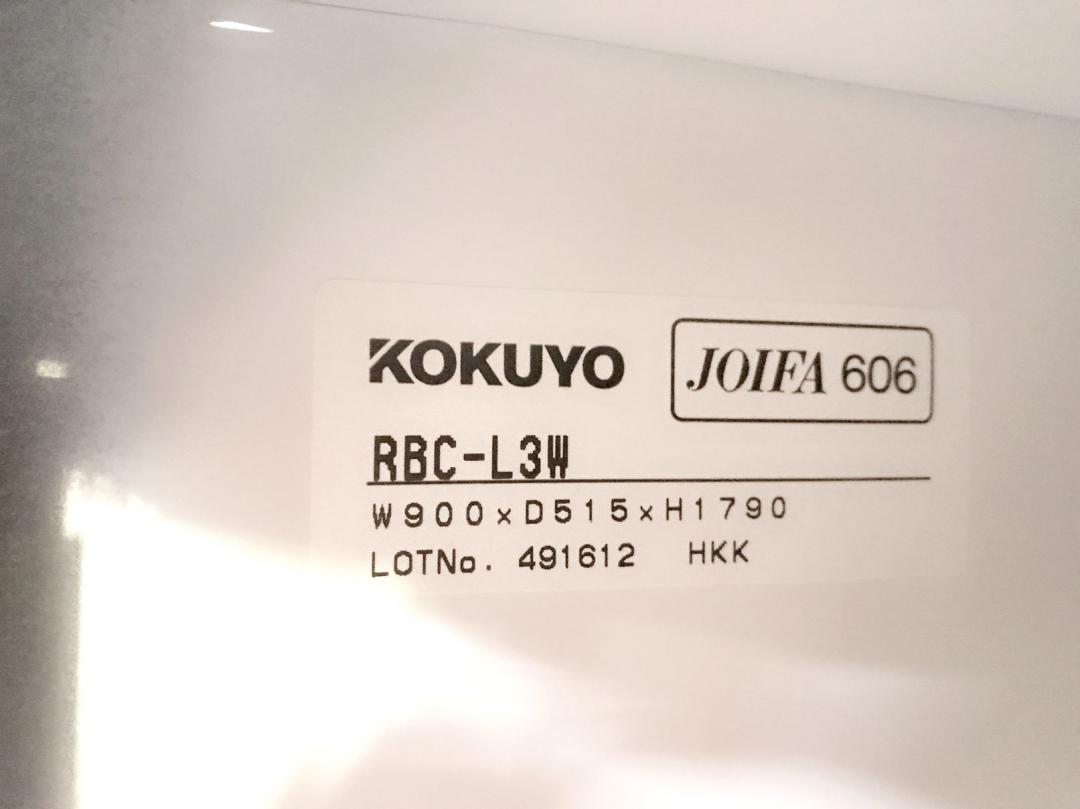 KOKUYO JOIFA 606
RBC-L3W
W900×D515×H1790
LOTNo. 491612 HKK